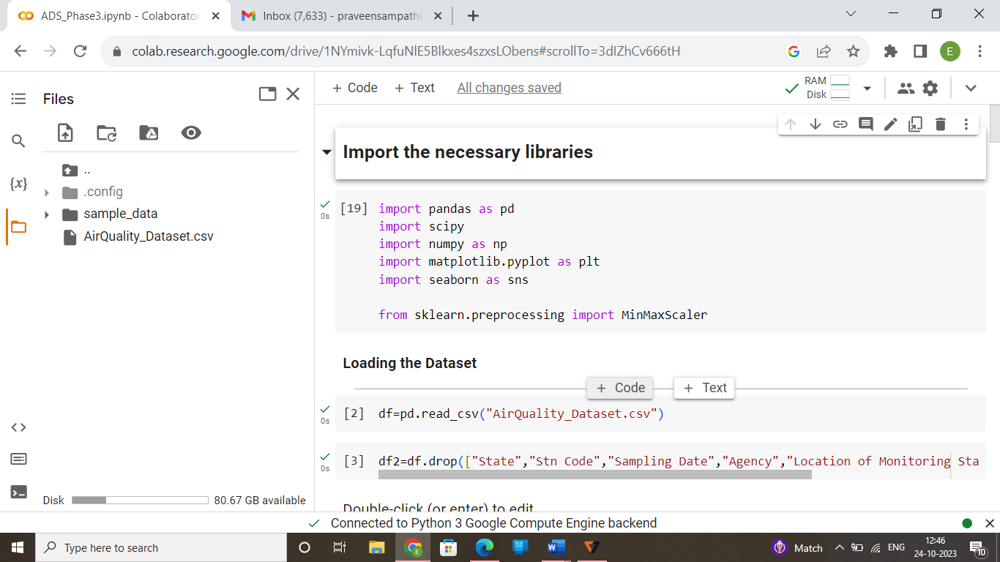 ADS_Phase3.ipynb - Colaborator
Inbox (7,633) - praveensampathk
colab.research.google.com/drive/1NYmivk-LqfuNlE5Blkxes4szxsLObens#scrollTo=3dIZhCv666tH
E
Files
+ Code + Text All changes saved
RAM
Disk
..
.config
sample_data
AirQuality_Dataset.csv
{x}
Import the necessary libraries
0s
[19] import pandas as pd
import scipy
import numpy as np
import matplotlib.pyplot as plt
import seaborn as sns
from sklearn.preprocessing import MinMaxScaler
Loading the Dataset
+ Code + Text
0s
[2] df=pd.read_csv("AirQuality_Dataset.csv")
0s
[3] df2=df.drop(["State","Stn Code","Sampling Date","Agency","Location of Monitoring Sta
Double-click (or enter) to edit
Disk 80.67 GB available
Connected to Python 3 Google Compute Engine backend
Type here to search
E
Match
ENG
12:46
24-10-2023
10